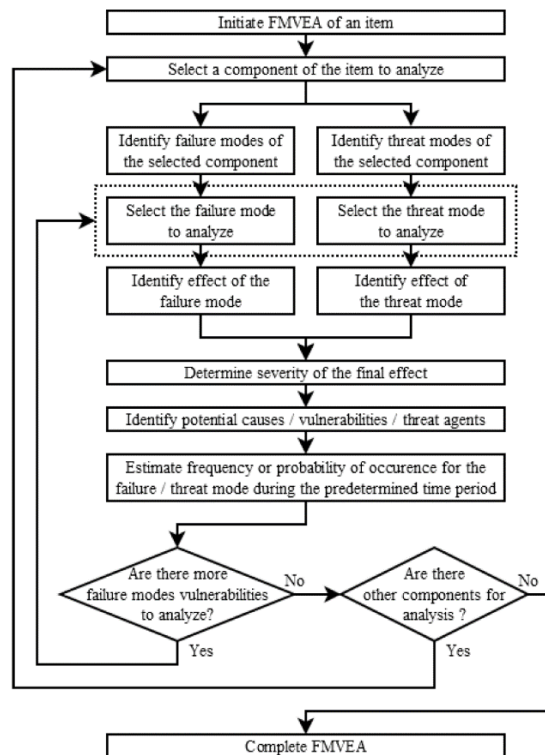 Initiate FMVEA of an item
Select a component of the item to analyze
Identify failure modes of
the selected component
Identify threat modes of
the selected component
Select the failure mode
to analyze
Select the threat mode
to analyze
Identify effect of the
failure mode
Identify effect of
the threat mode
Determine severity of the final effect
Identify potential causes / vulnerabilities / threat agents
Estimate frequency or probability of occurence for the
failure / threat mode during the predetermined time period
Are there more
failure modes vulnerabilities
to analyze?
No
Yes
Are there
other components for
analysis ?
No
Yes
Complete FMVEA